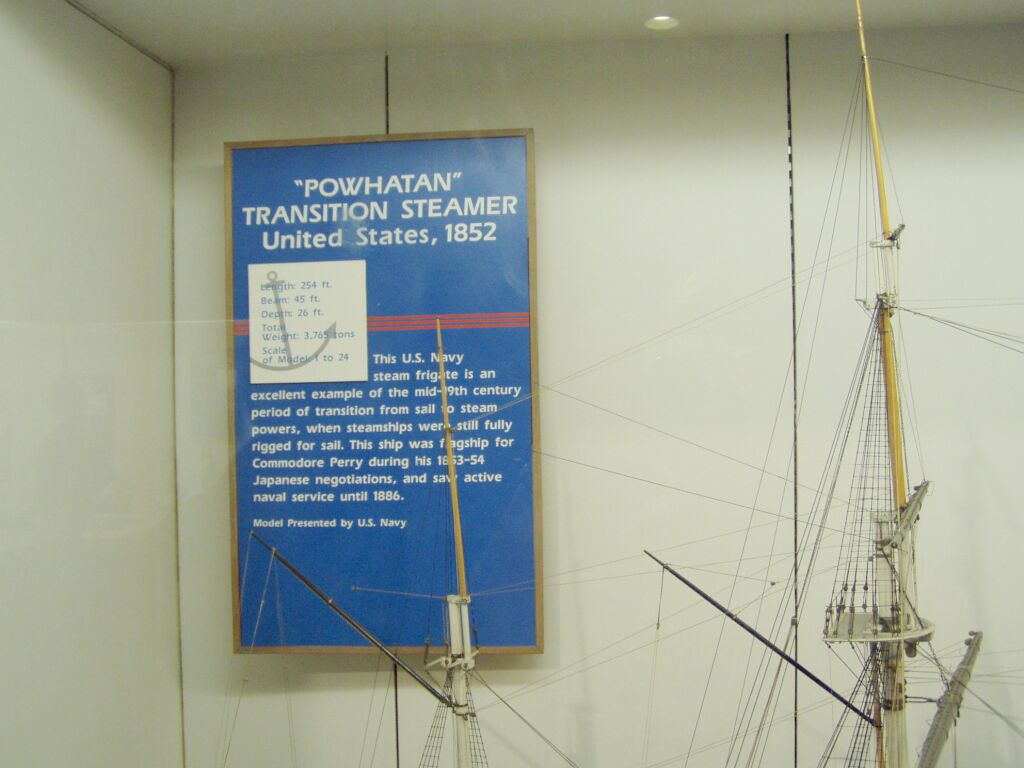 "POWHATAN"
TRANSITION STEAMER
United States, 1852
Length: 254 ft.
Beam: 45 ft.
Depth: 26 ft.
Total
Weight: 3,765 tons
Scale
of Model: 1 to 24
This U.S. Navy
steam frigate is an
excellent example of the mid-19th century
period of transition from sail to steam
powers, when steamships were still fully
rigged for sail. This ship was flagship for
Commodore Perry during his 1853-54
Japanese negotiations, and saw active
naval service until 1886.
Model Presented by U.S. Navy